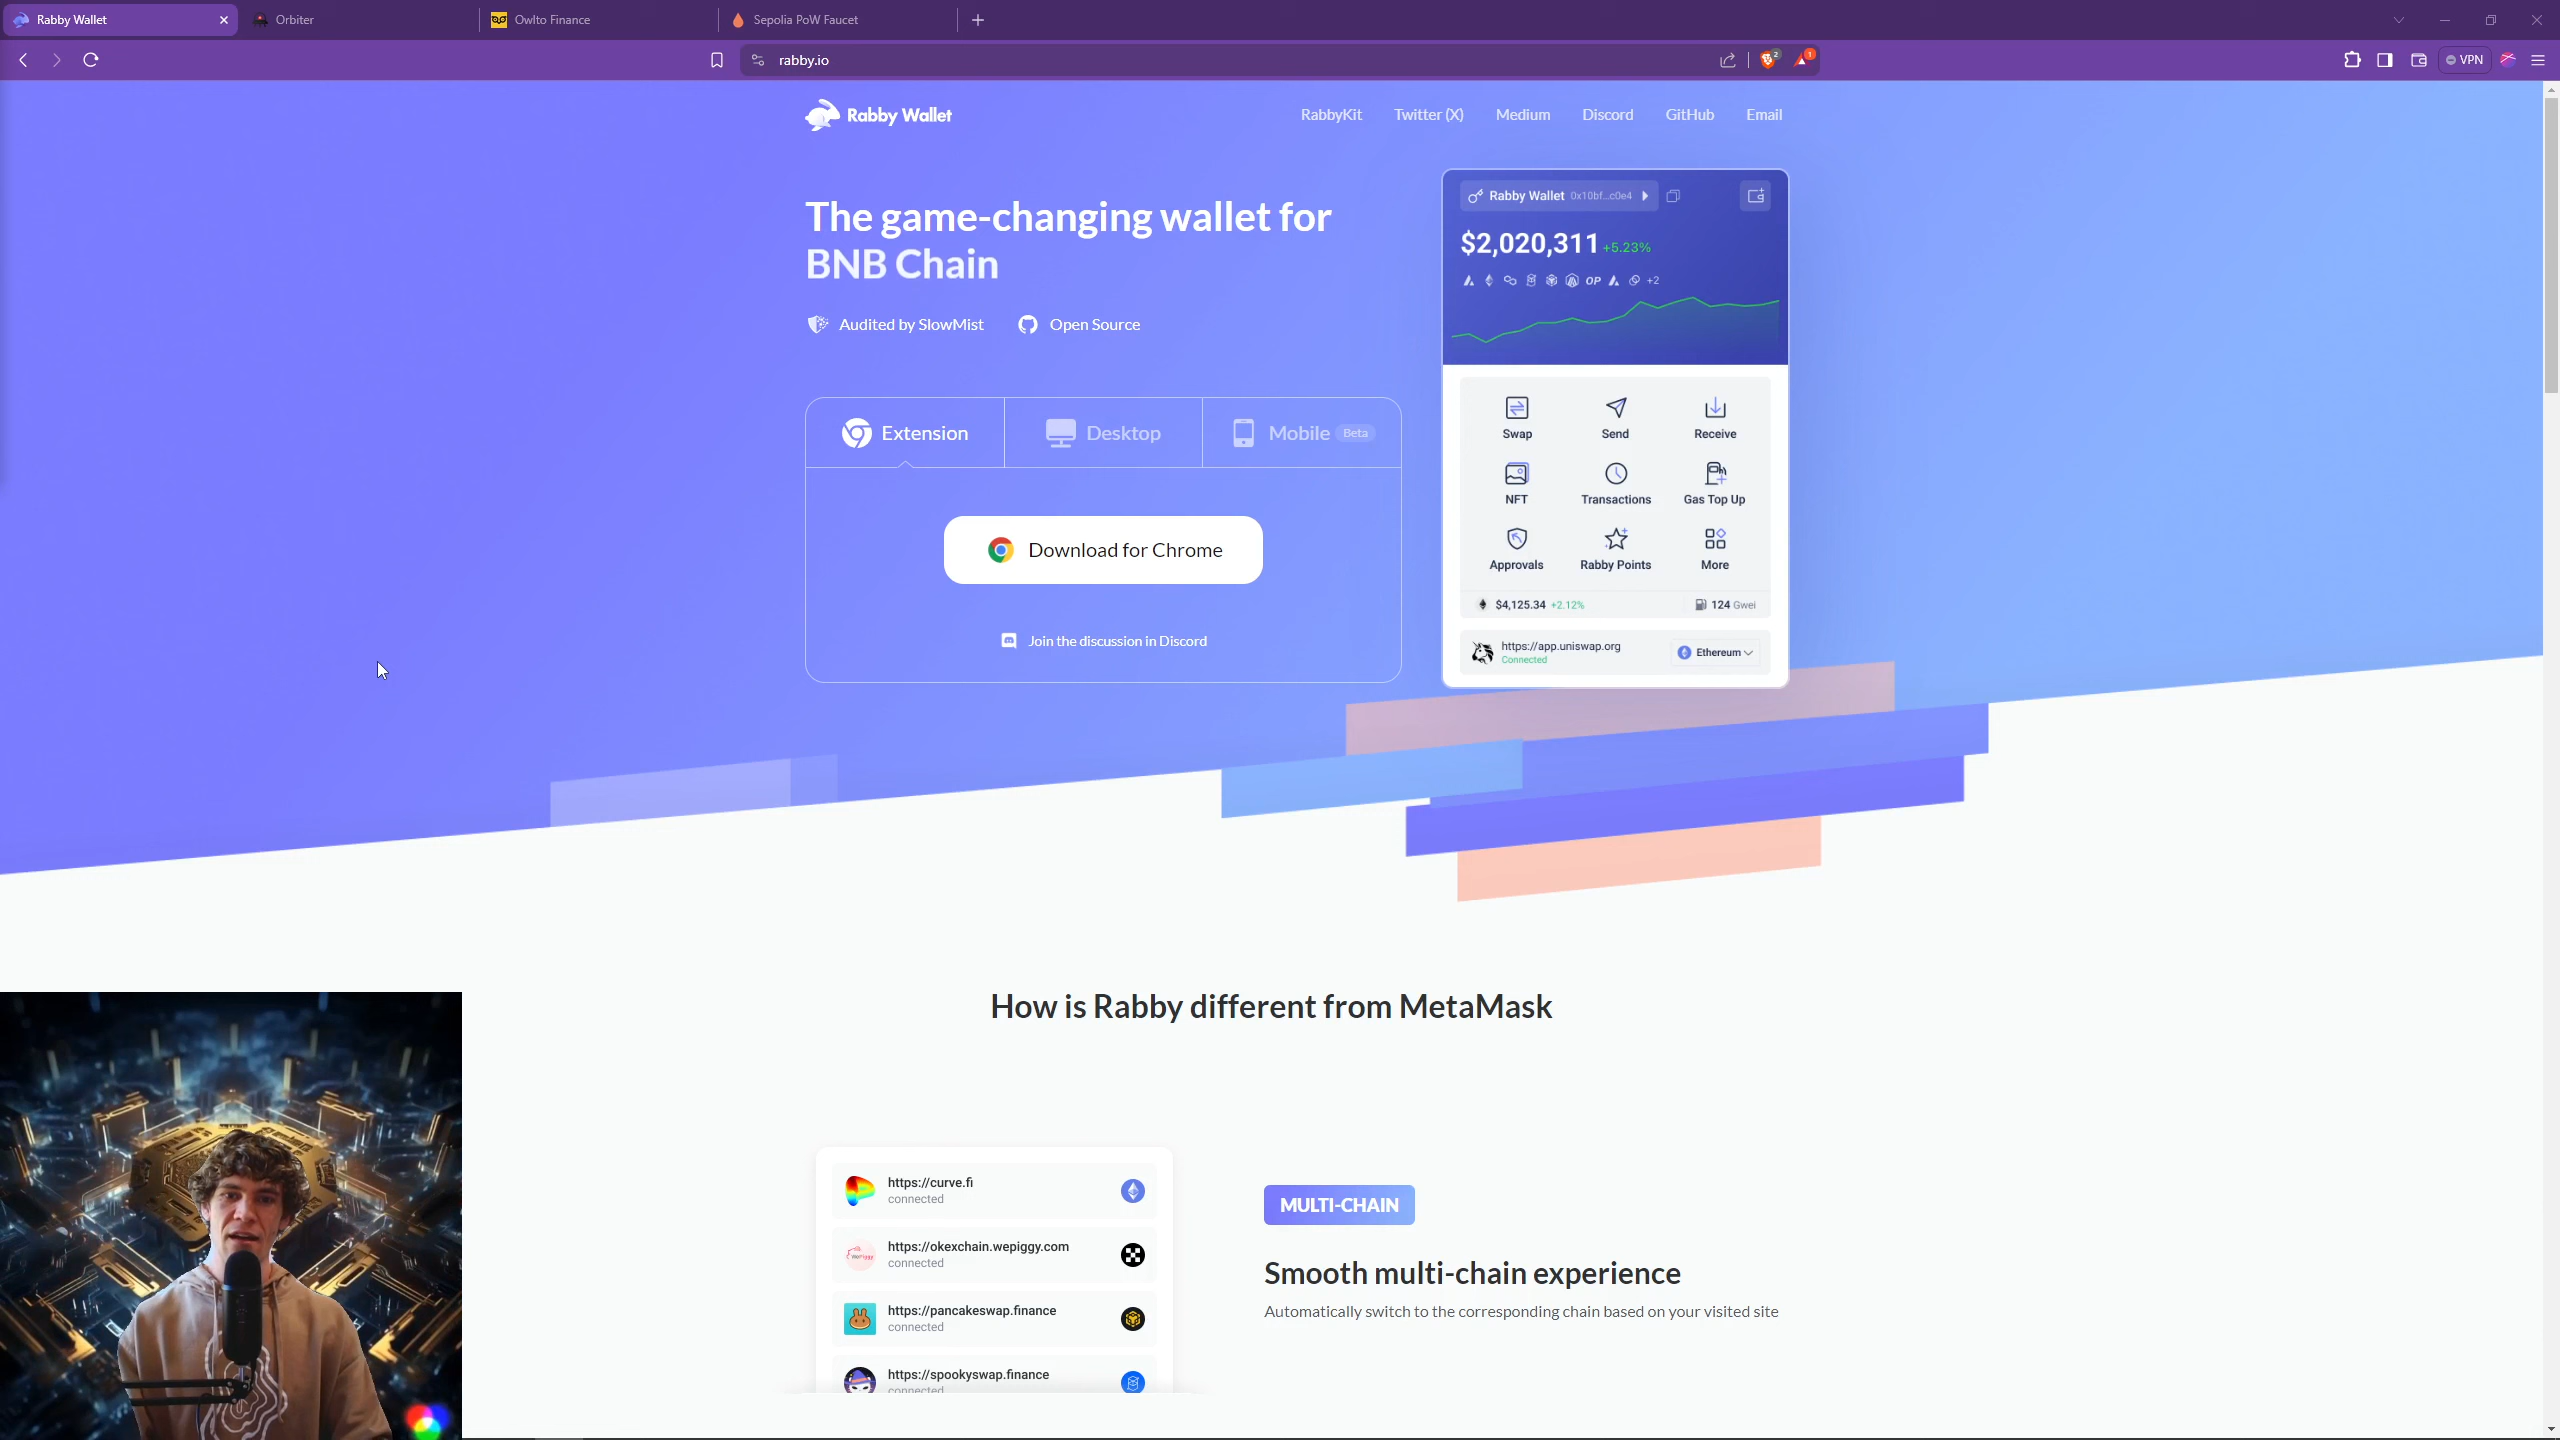 Rabby Wallet
Orbiter
Owlto Finance
Sepolia PoW Faucet
rabby.io
2
1
VPN
Rabby Wallet
RabbyKit
Twitter (X)
Medium
Discord
GitHub
Email
The game-changing wallet for
BNB Chain
Audited by SlowMist
Open Source
Extension
Desktop
Mobile Beta
Download for Chrome
Join the discussion in Discord
Rabby Wallet 0x10bf...c0e4
$2,020,311 +5.23%
OP +2
Swap
Send
Receive
NFT
Transactions
Gas Top Up
Approvals
Rabby Points
More
$4,125.34 +2.12%
124 Gwei
https://app.uniswap.org
Connected
Ethereum
How is Rabby different from MetaMask
https://curve.fi
connected
https://okexchain.wepiggy.com
connected
https://pancakeswap.finance
connected
https://spookyswap.finance
connected
MULTI-CHAIN
Smooth multi-chain experience
Automatically switch to the corresponding chain based on your visited site